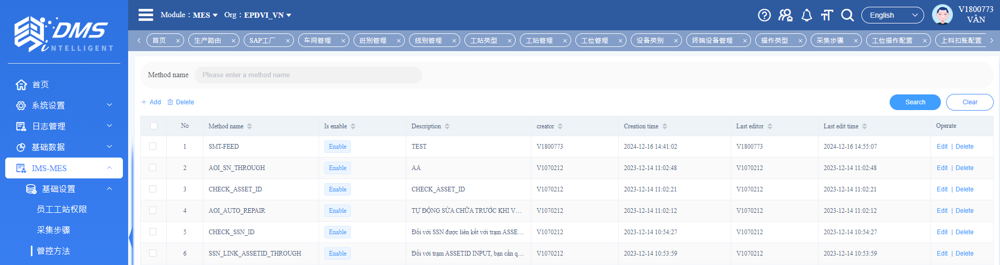 DMS
iNTELLIGENT
首页
系统设置
日志管理
基础数据
IMS-MES
基础设置
员工工站权限
采集步骤
管控方法
Module：MES Org：EPDVI_VN
English
V1800773
VÂN
首页 × 生产路由 × SAP工厂 × 车间管理 × 班别管理 × 线别管理 × 工站类型 × 工站管理 × 工位管理 × 设备类别 × 终端设备管理 × 操作类型 × 采集步骤 × 工位操作配置 × 上料扣账配置
Method name Please enter a method name
+ Add Delete Search Clear
No Method name Is enable Description creator Creation time Last editor Last edit time Operate
1 SMT-FEED Enable TEST V1800773 2024-12-16 14:41:02 V1800773 2024-12-16 14:55:07 Edit | Delete
2 AOI_SN_THROUGH Enable AA V1070212 2023-12-14 11:02:48 V1070212 2023-12-14 11:02:48 Edit | Delete
3 CHECK_ASSET_ID Enable CHECK_ASSET_ID V1070212 2023-12-14 11:02:21 V1070212 2023-12-14 11:02:21 Edit | Delete
4 AOI_AUTO_REPAIR Enable TỰ ĐỘNG SỬA CHỮA TRƯỚC KHI V... V1070212 2023-12-14 11:02:12 V1070212 2023-12-14 11:02:12 Edit | Delete
5 CHECK_SSN_ID Enable Đối với SSN được liên kết với trạm ASSE... V1070212 2023-12-14 10:54:27 V1070212 2023-12-14 10:54:27 Edit | Delete
6 SSN_LINK_ASSETID_THROUGH Enable Đối với trạm ASSETID INPUT, bạn cần q... V1070212 2023-12-14 10:53:59 V1070212 2023-12-14 10:53:59 Edit | Delete